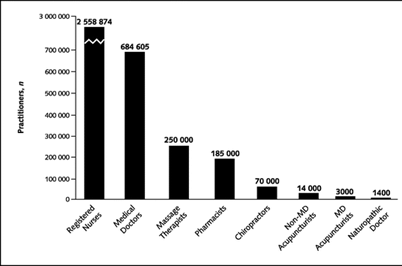 3 000 000
2 558 874
700 000
684 605
600 000
500 000
400 000
300 000
250 000
200 000
185 000
100 000
70 000
14 000
3000
1400
0
Practitioners, n
Registered
Nurses
Medical
Doctors
Massage
Therapists
Pharmacists
Chiropractors
Non-MD
Acupuncturists
MD
Acupuncturists
Naturopathic
Doctor